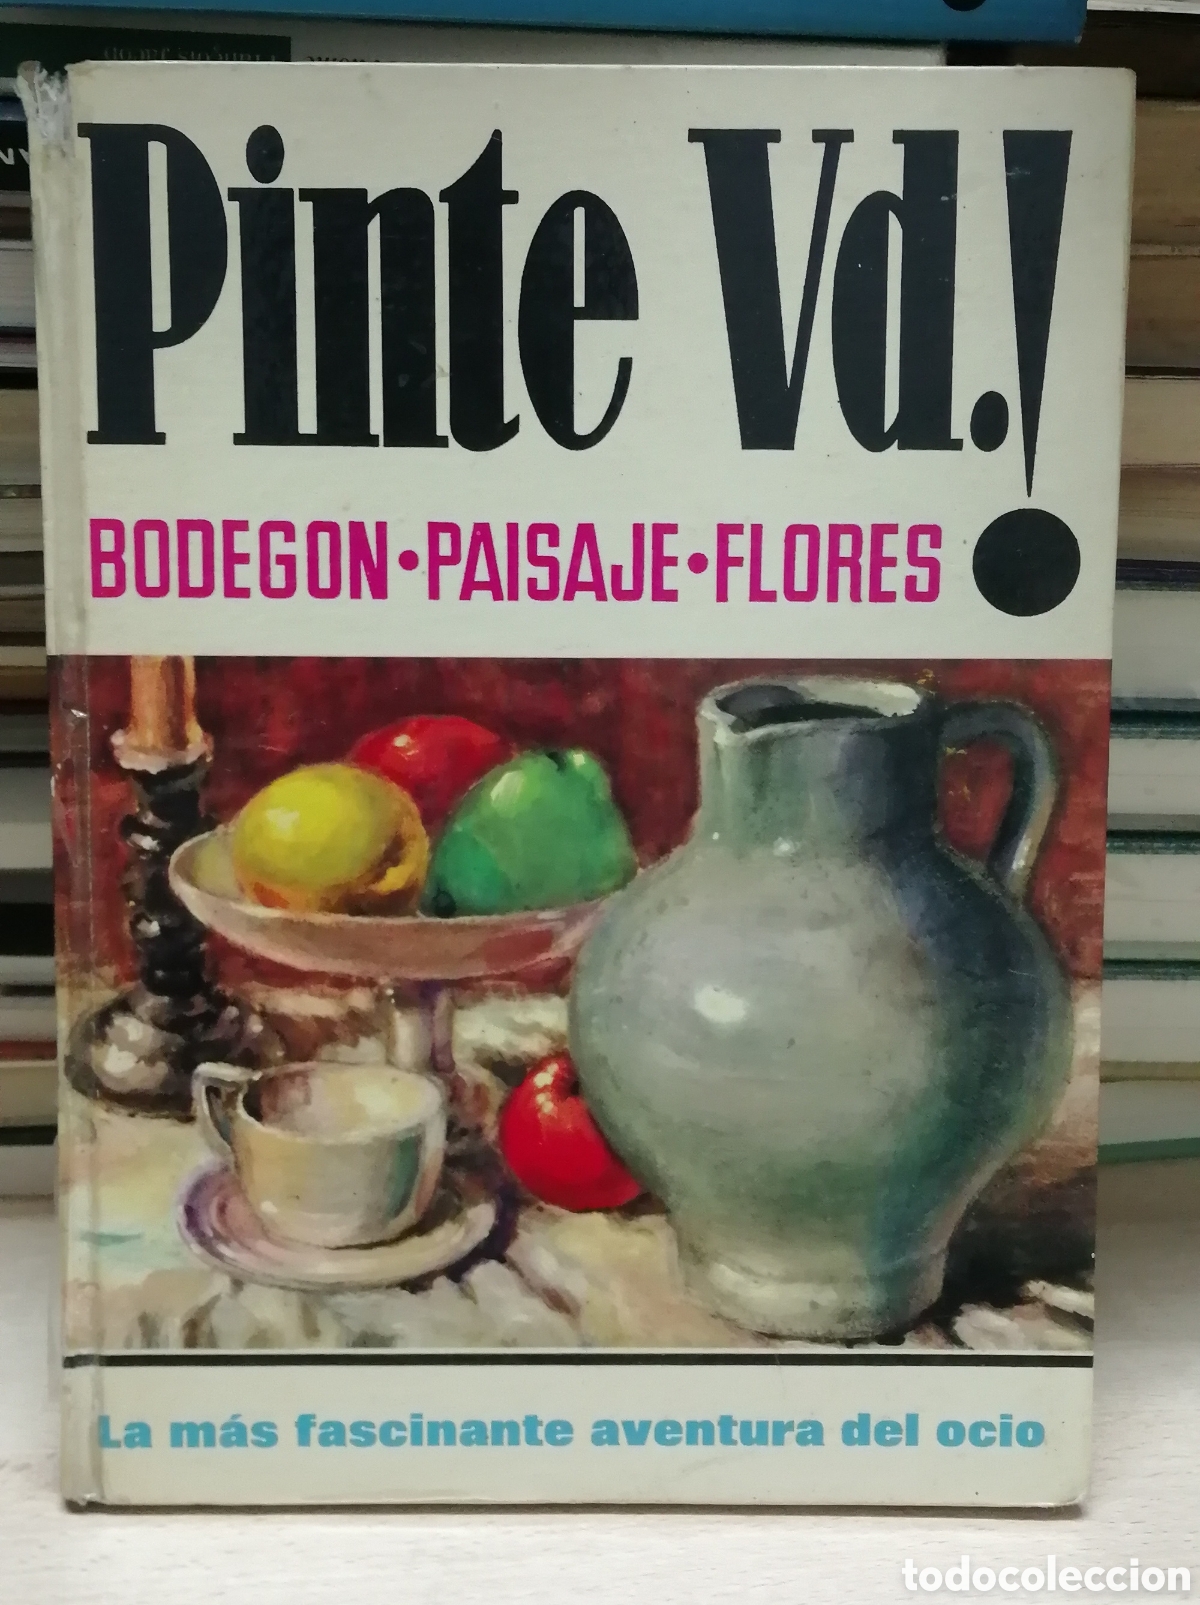 Pinte Vd.!
BODEGON·PAISAJE·FLORES
La más fascinante aventura del ocio
todocoleccion